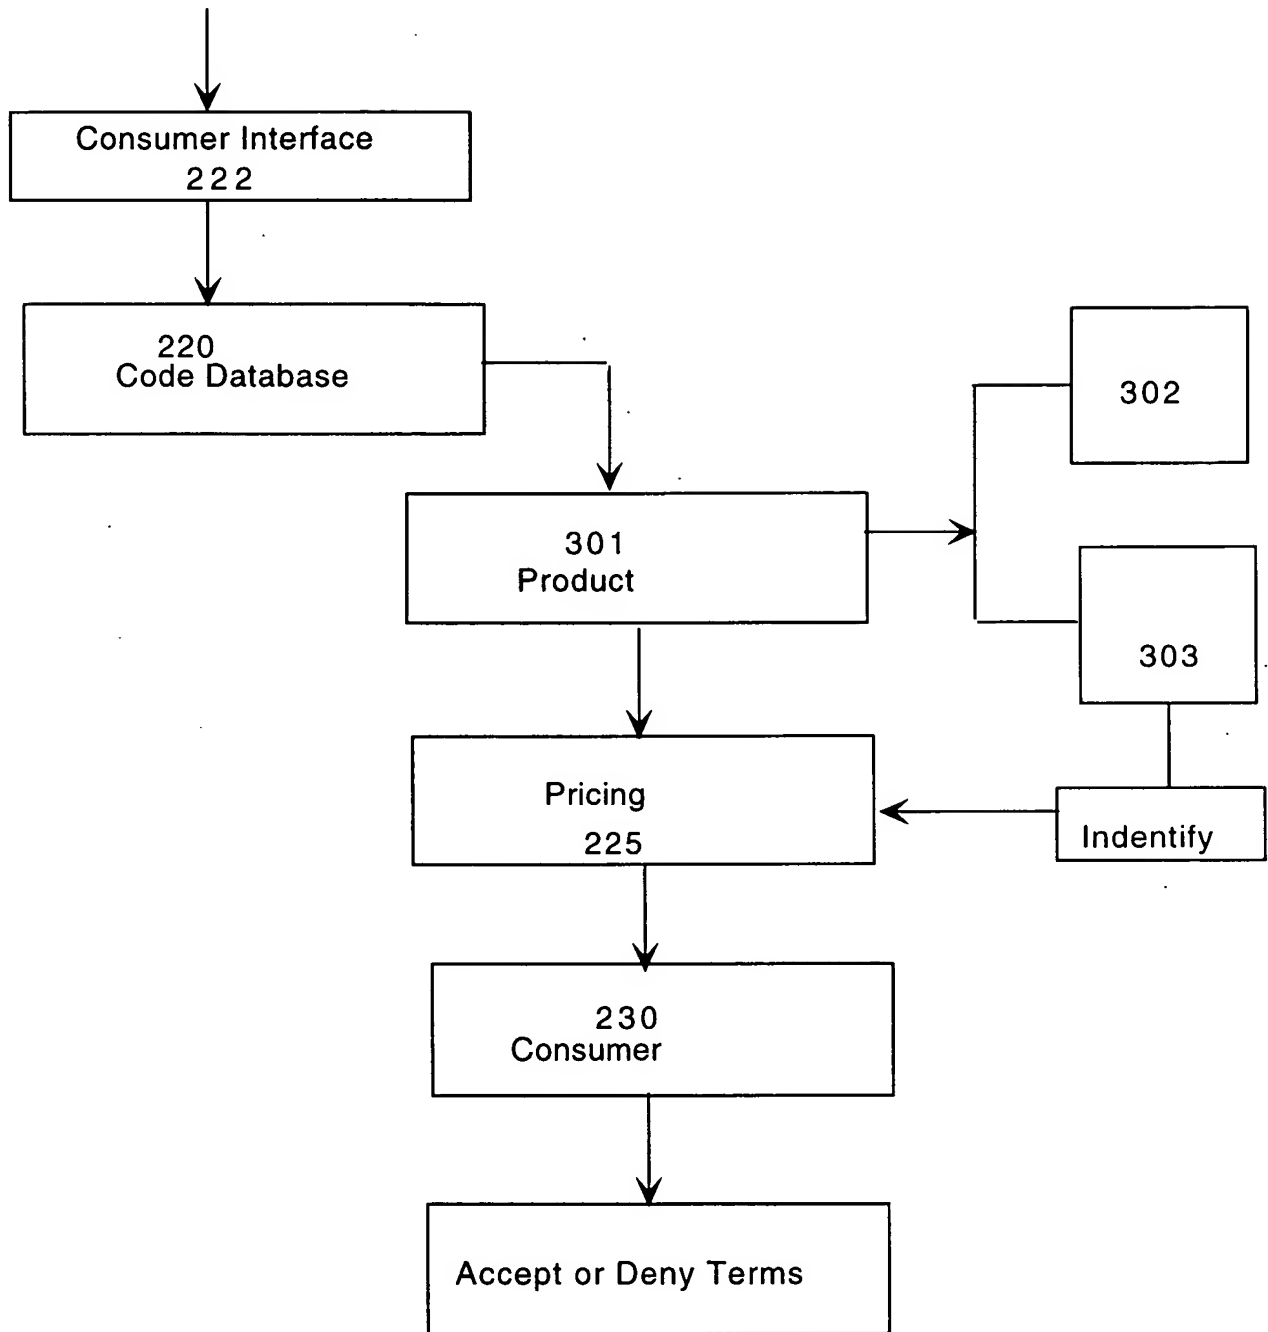 Consumer Interface
222
220
Code Database
302
301
Product
303
Pricing
225
Indentify
230
Consumer
Accept or Deny Terms